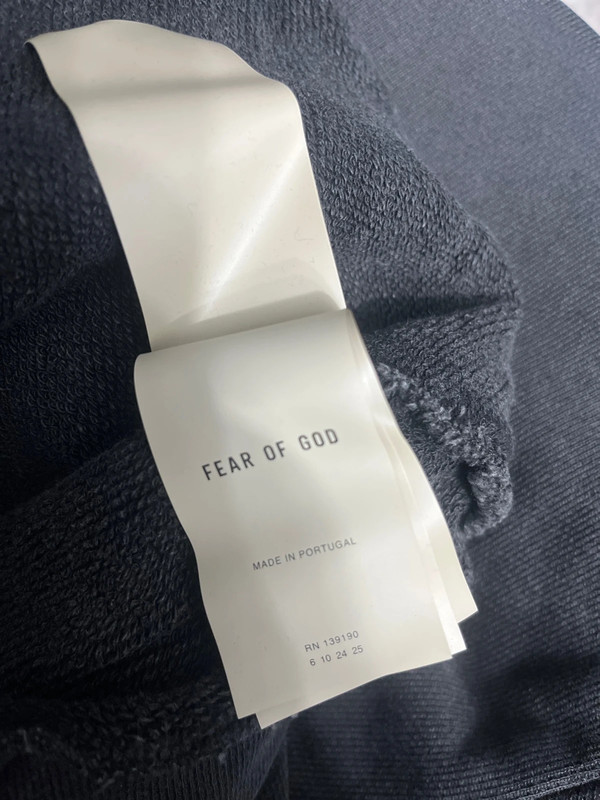 FEAR OF GOD
MADE IN PORTUGAL
RN 139190
6 10 24 25